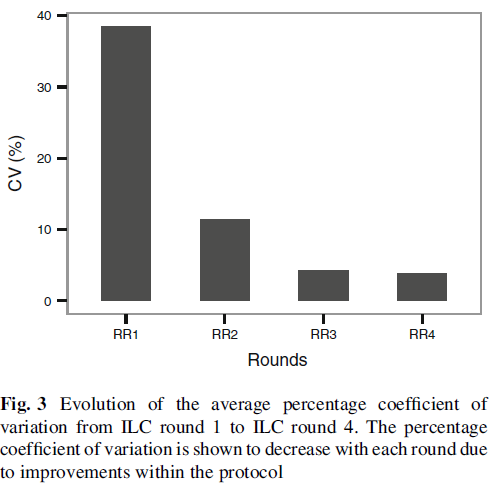 40
30
20
10
0
CV (%)
RR1 RR2 RR3 RR4
Rounds
Fig. 3 Evolution of the average percentage coefficient of
variation from ILC round 1 to ILC round 4. The percentage
coefficient of variation is shown to decrease with each round due
to improvements within the protocol